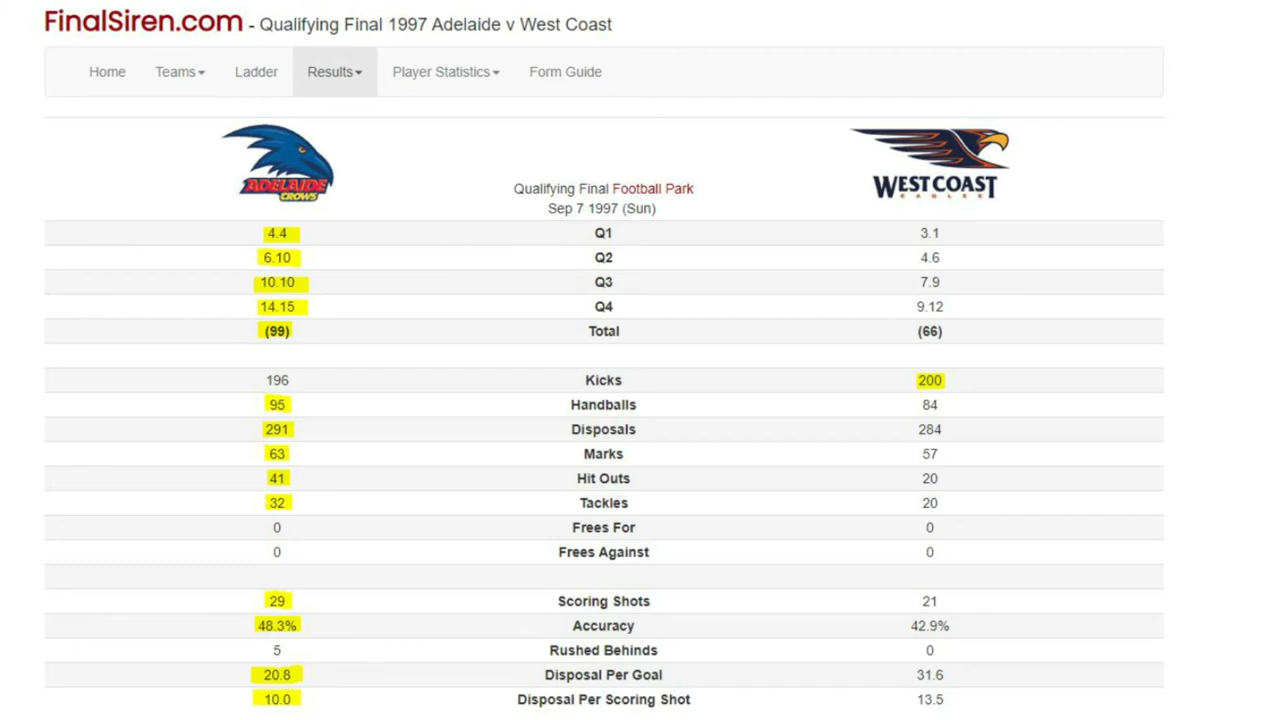 FinalSiren.com - Qualifying Final 1997 Adelaide v West Coast
Home Teams Ladder Results Player Statistics Form Guide
ADELAIDE CROWS
WEST COAST EAGLES
Qualifying Final Football Park
Sep 7 1997 (Sun)
4.4 Q1 3.1
6.10 Q2 4.6
10.10 Q3 7.9
14.15 Q4 9.12
(99) Total (66)
196 Kicks 200
95 Handballs 84
291 Disposals 284
63 Marks 57
41 Hit Outs 20
32 Tackles 20
0 Frees For 0
0 Frees Against 0
29 Scoring Shots 21
48.3% Accuracy 42.9%
5 Rushed Behinds 0
20.8 Disposal Per Goal 31.6
10.0 Disposal Per Scoring Shot 13.5